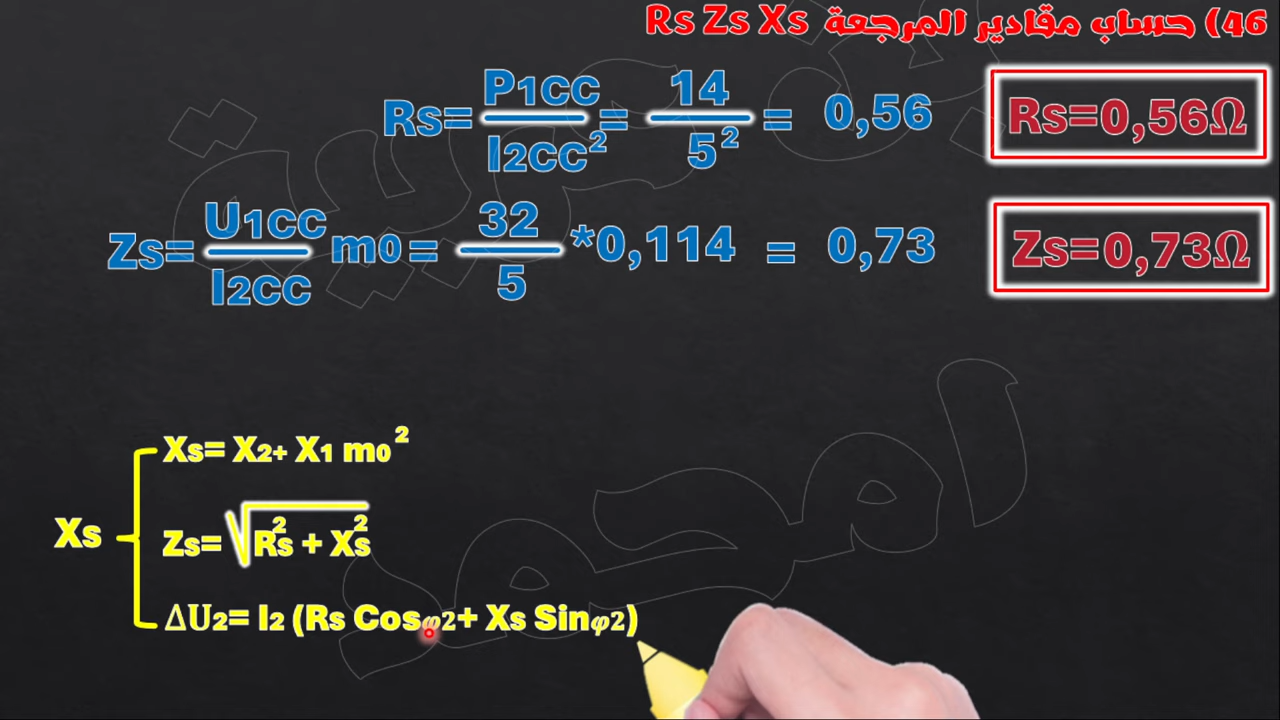 46) حساب مقادير المرجعة Rs Zs Xs
Rs= P1CC / I2CC² = 14 / 5² = 0,56 Rs=0,56Ω
Zs= U1CC / I2CC m0 = 32 / 5 *0,114 = 0,73 Zs=0,73Ω
Xs= X2+ X1 m0²
Xs
Zs= √Rs² + Xs²
ΔU2= I2 (Rs Cosφ2+ Xs Sinφ2)